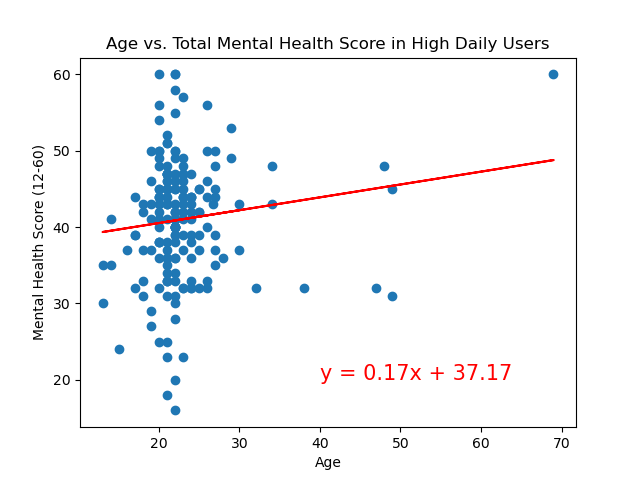 Age vs. Total Mental Health Score in High Daily Users
Mental Health Score (12-60)
60
50
40
30
20
y = 0.17x + 37.17
20 30 40 50 60 70
Age